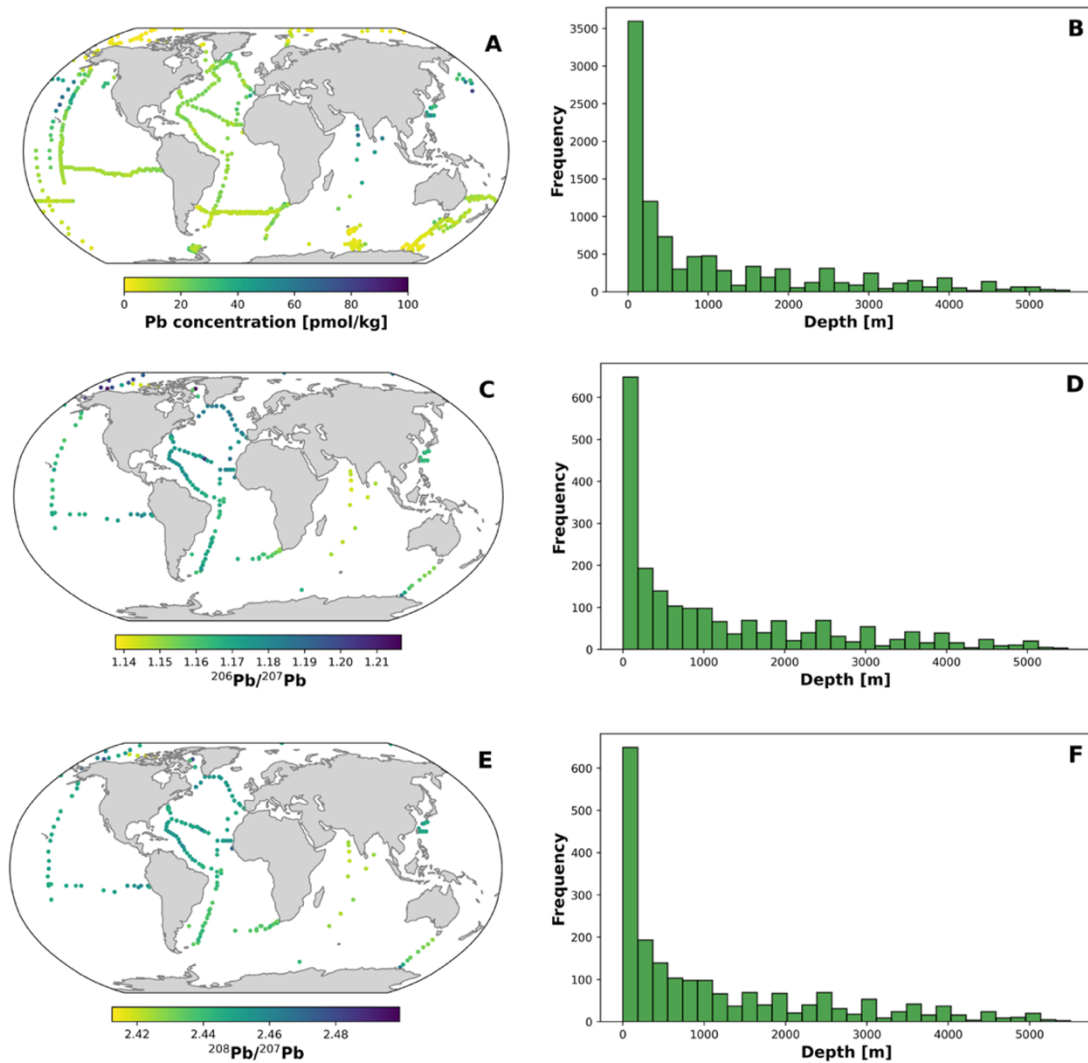 A
0 20 40 60 80 100
Pb concentration [pmol/kg]
B
Frequency
3500
3000
2500
2000
1500
1000
500
0
0 1000 2000 3000 4000 5000
Depth [m]
C
1.14 1.15 1.16 1.17 1.18 1.19 1.20 1.21
²⁰⁶Pb/²⁰⁷Pb
D
Frequency
600
500
400
300
200
100
0
0 1000 2000 3000 4000 5000
Depth [m]
E
2.42 2.44 2.46 2.48
²⁰⁸Pb/²⁰⁷Pb
F
Frequency
600
500
400
300
200
100
0
0 1000 2000 3000 4000 5000
Depth [m]